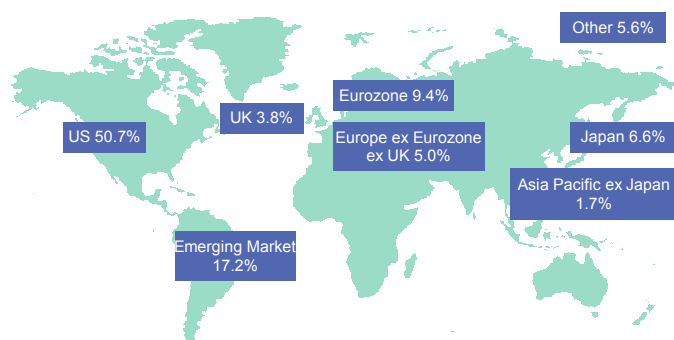 Other 5.6%
Eurozone 9.4%
UK 3.8%
US 50.7%
Europe ex Eurozone
ex UK 5.0%
Japan 6.6%
Asia Pacific ex Japan
1.7%
Emerging Market
17.2%